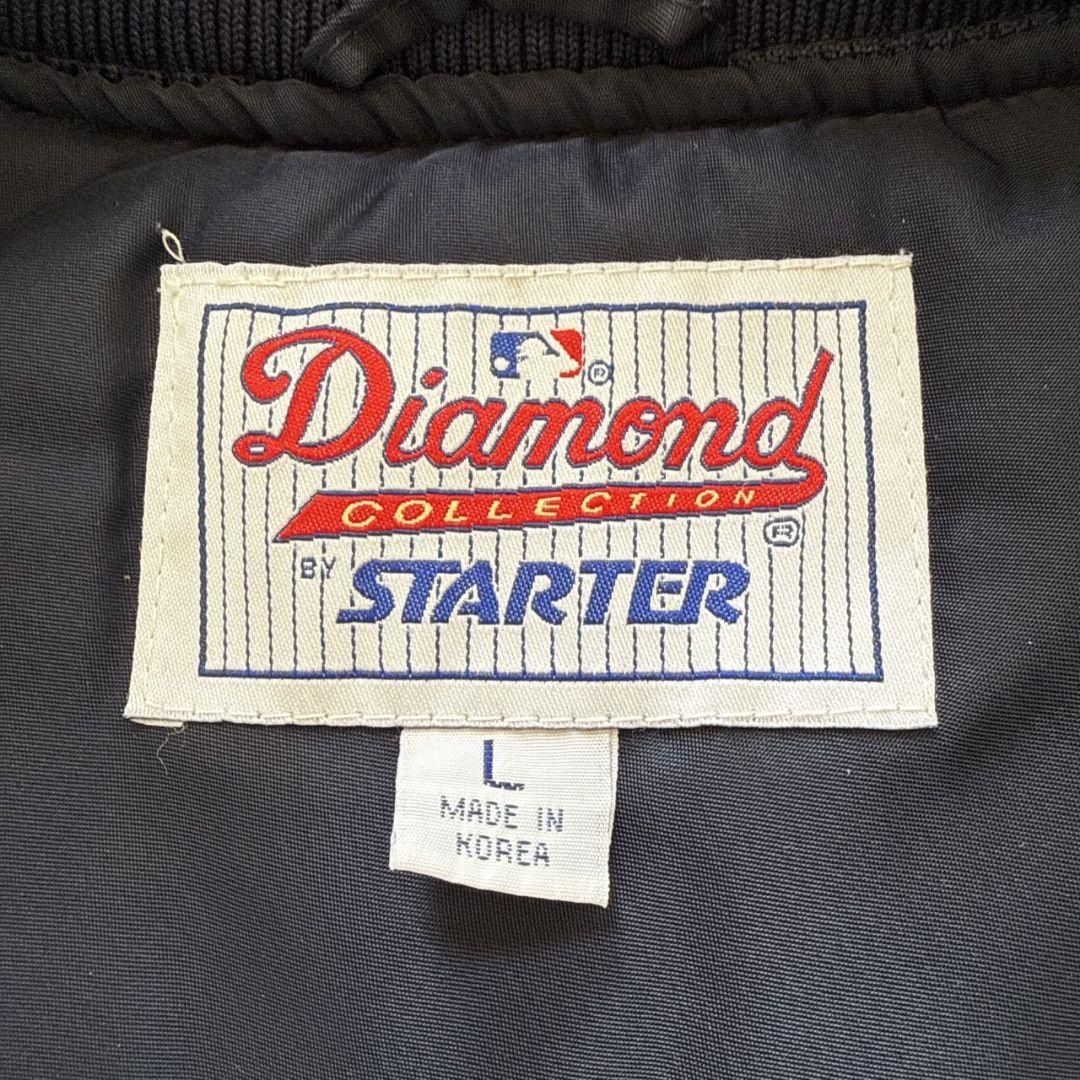 Diamond ®
COLLECTION
®
BY STARTER
L
MADE IN
KOREA